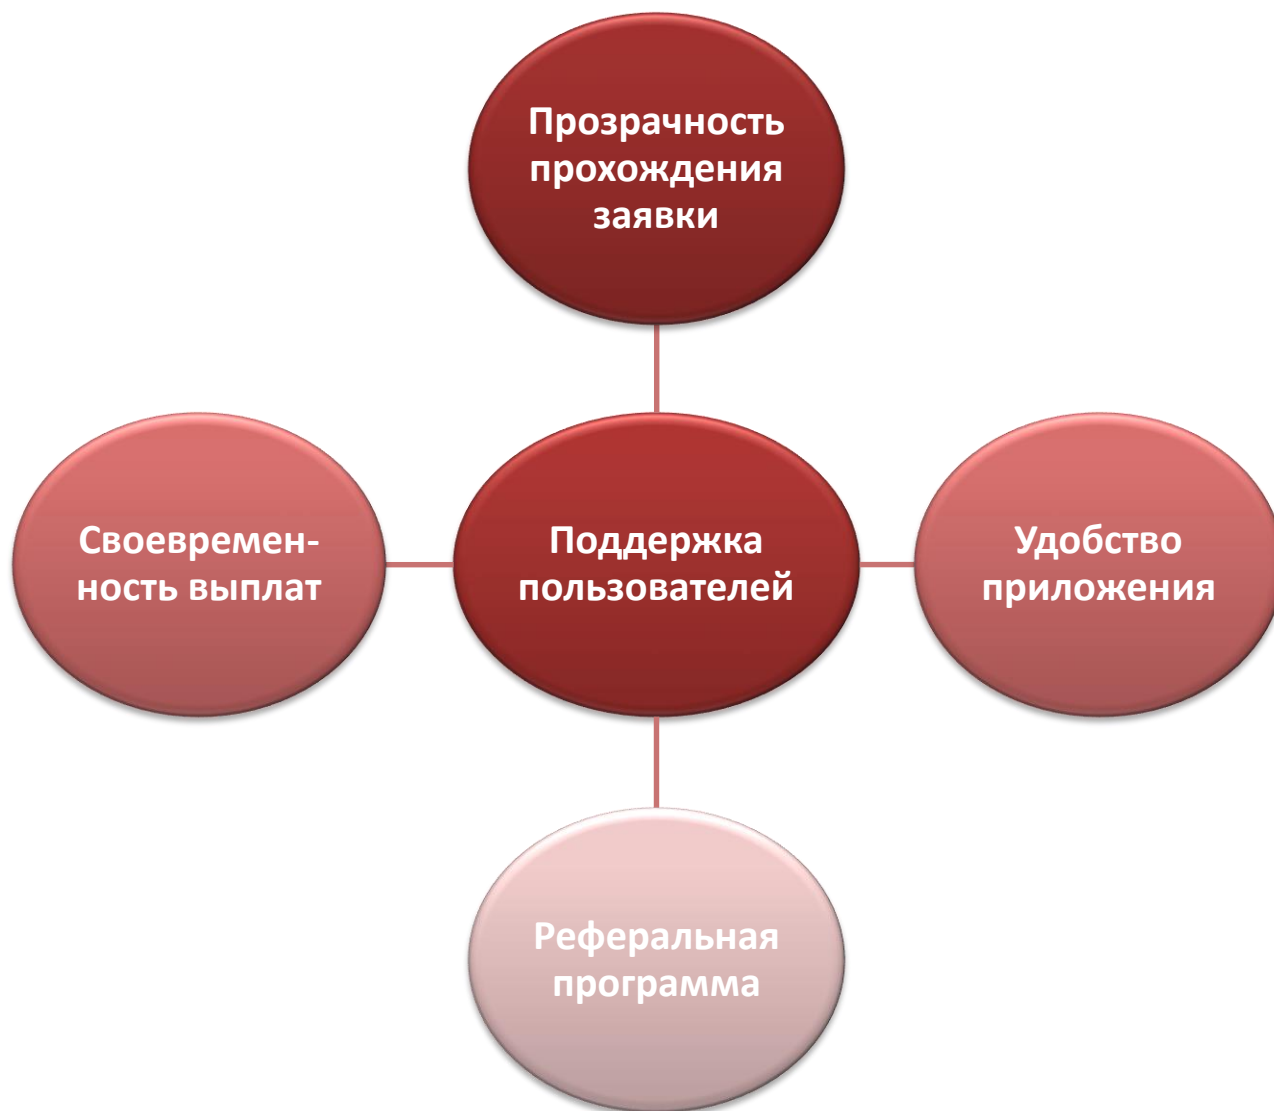 Прозрачность
прохождения
заявки
Своевремен-
ность выплат
Поддержка
пользователей
Удобство
приложения
Реферальная
программа